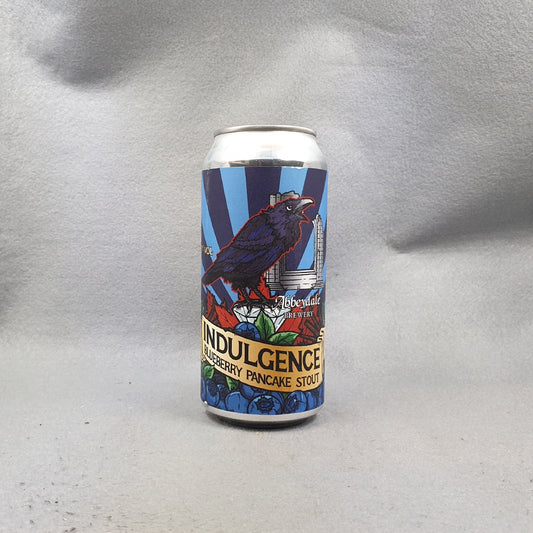 Abbeydale
BREWERY
INDULGENCE
BLUEBERRY PANCAKE STOUT